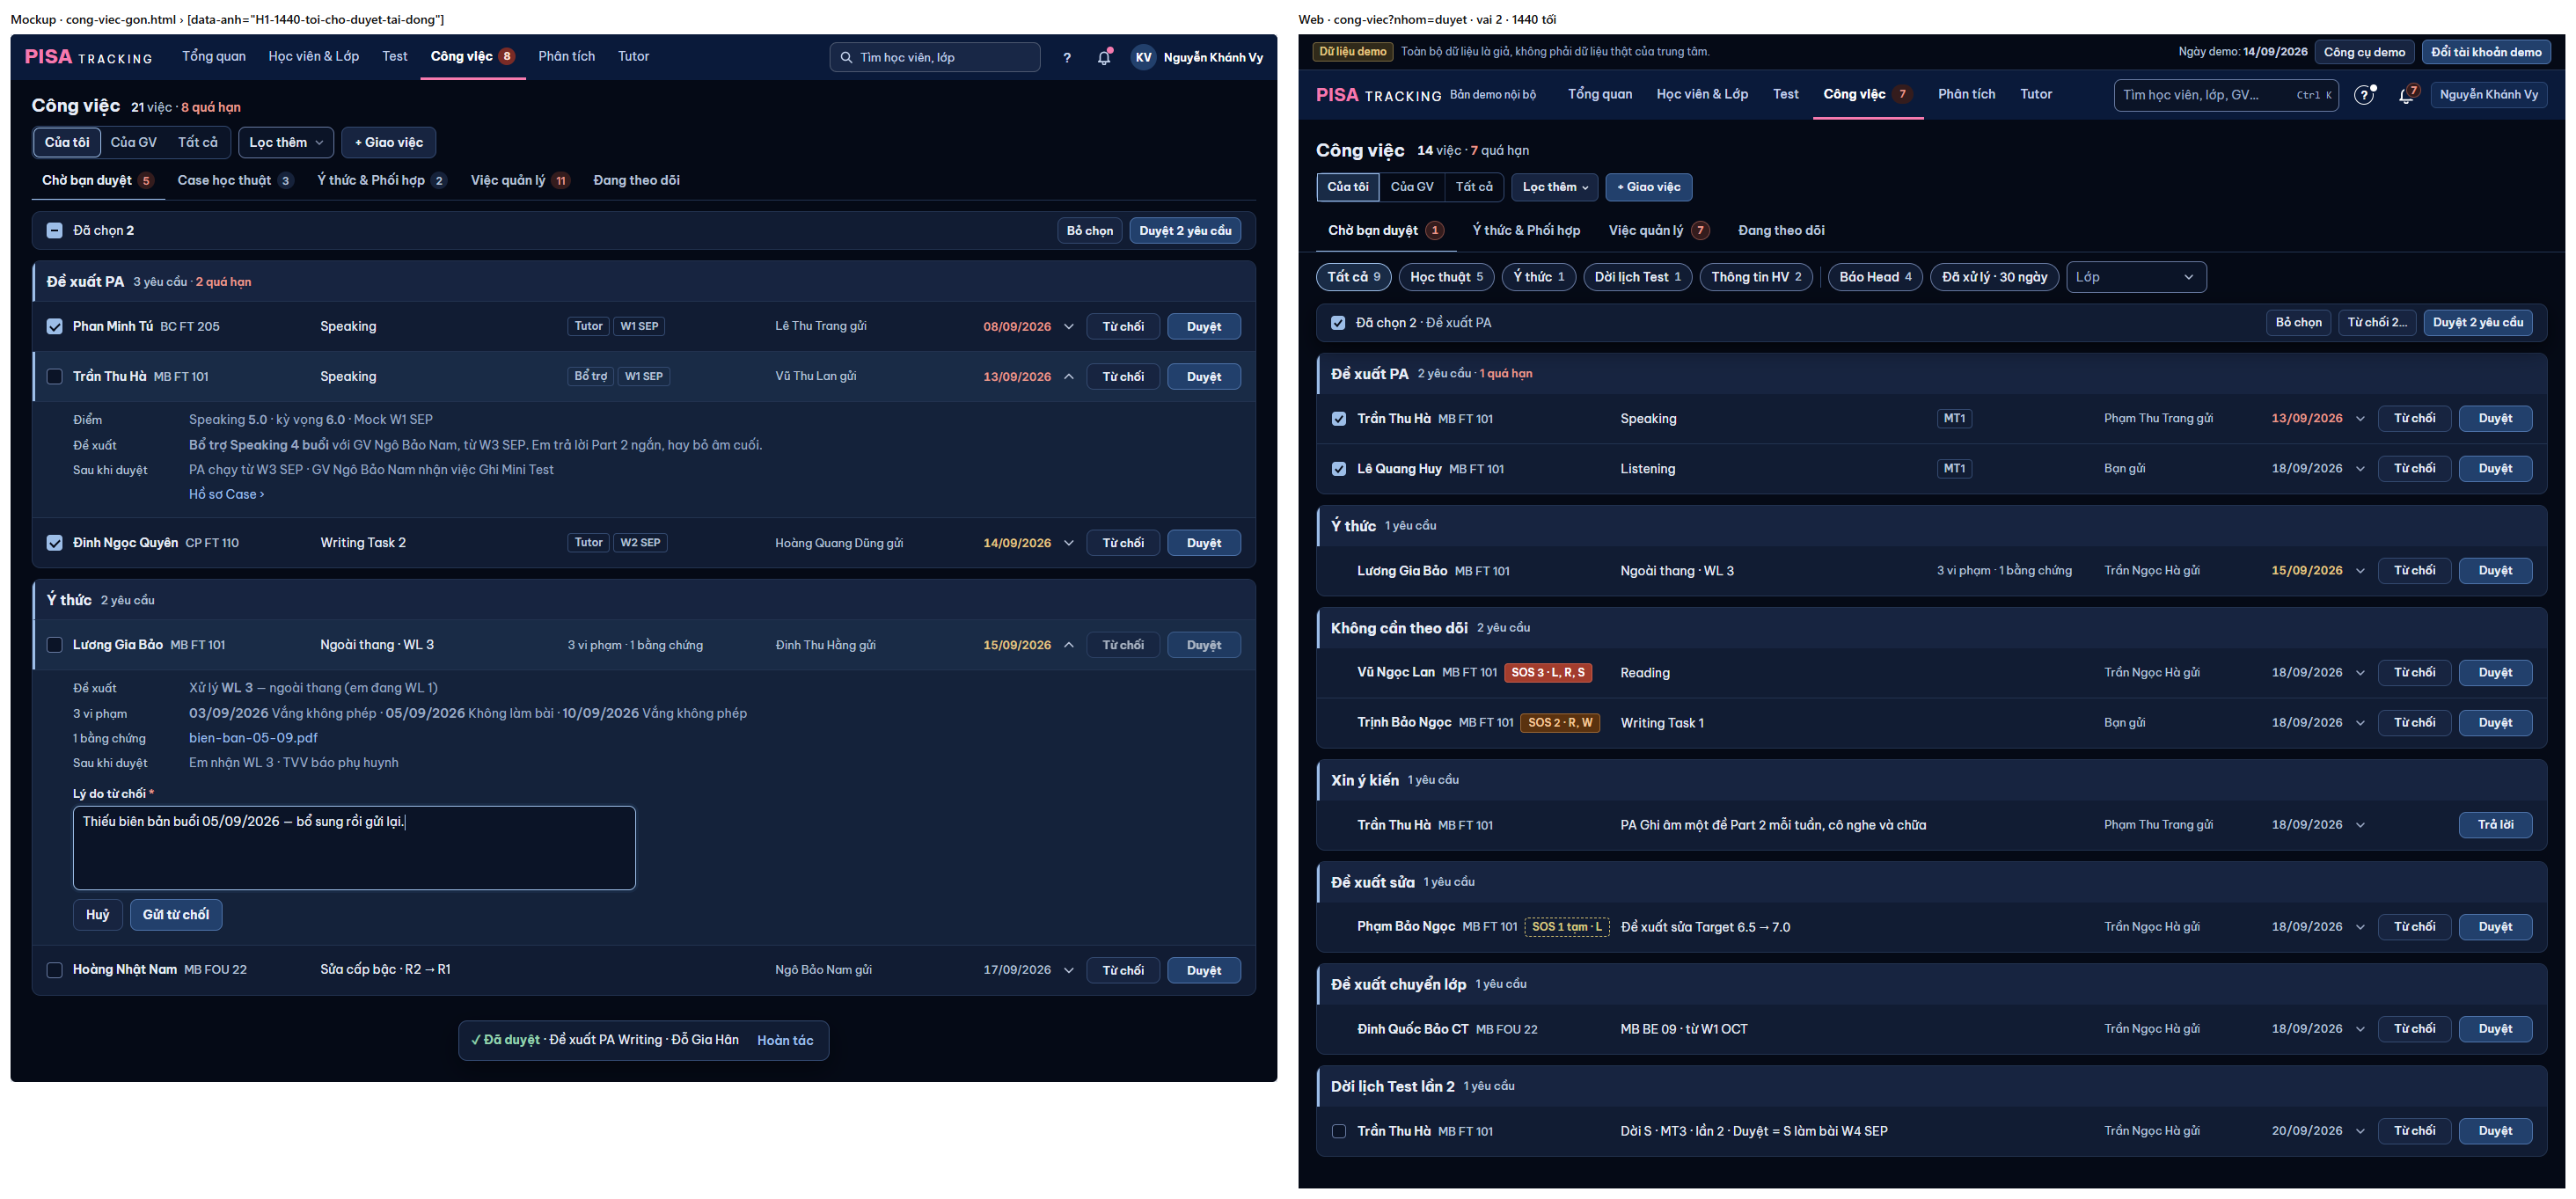 Mockup · cong-viec-gon.html › [data-anh="H1-1440-toi-cho-duyet-tai-dong"]
PISA TRACKING Tổng quan Học viên & Lớp Test Công việc 8 Phân tích Tutor Tìm học viên, lớp ? KV Nguyễn Khánh Vy
Công việc 21 việc · 8 quá hạn
Của tôi Của GV Tất cả Lọc thêm + Giao việc
Chờ bạn duyệt 5 Case học thuật 3 Ý thức & Phối hợp 2 Việc quản lý 11 Đang theo dõi
Đã chọn 2 Bỏ chọn Duyệt 2 yêu cầu
Đề xuất PA 3 yêu cầu · 2 quá hạn
Phan Minh Tú BC FT 205 Speaking Tutor W1 SEP Lê Thu Trang gửi 08/09/2026 Từ chối Duyệt
Trần Thu Hà MB FT 101 Speaking Bổ trợ W1 SEP Vũ Thu Lan gửi 13/09/2026 Từ chối Duyệt
Điểm Speaking 5.0 · kỳ vọng 6.0 · Mock W1 SEP
Đề xuất Bổ trợ Speaking 4 buổi với GV Ngô Bảo Nam, từ W3 SEP. Em trả lời Part 2 ngắn, hay bỏ âm cuối.
Sau khi duyệt PA chạy từ W3 SEP · GV Ngô Bảo Nam nhận việc Ghi Mini Test
Hồ sơ Case ›
Đinh Ngọc Quyên CP FT 110 Writing Task 2 Tutor W2 SEP Hoàng Quang Dũng gửi 14/09/2026 Từ chối Duyệt
Ý thức 2 yêu cầu
Lương Gia Bảo MB FT 101 Ngoài thang · WL 3 3 vi phạm · 1 bằng chứng Đinh Thu Hằng gửi 15/09/2026 Từ chối Duyệt
Đề xuất Xử lý WL 3 — ngoài thang (em đang WL 1)
3 vi phạm 03/09/2026 Vắng không phép · 05/09/2026 Không làm bài · 10/09/2026 Vắng không phép
1 bằng chứng bien-ban-05-09.pdf
Sau khi duyệt Em nhận WL 3 · TVV báo phụ huynh
Lý do từ chối *
Thiếu biên bản buổi 05/09/2026 — bổ sung rồi gửi lại.
Huỷ Gửi từ chối
Hoàng Nhật Nam MB FOU 22 Sửa cấp bậc · R2 → R1 Ngô Bảo Nam gửi 17/09/2026 Từ chối Duyệt
✓ Đã duyệt · Đề xuất PA Writing · Đỗ Gia Hân Hoàn tác
Web · cong-viec?nhom=duyet · vai 2 · 1440 tối
Dữ liệu demo Toàn bộ dữ liệu là giả, không phải dữ liệu thật của trung tâm. Ngày demo: 14/09/2026 Công cụ demo Đổi tài khoản demo
PISA TRACKING Bản demo nội bộ Tổng quan Học viên & Lớp Test Công việc 7 Phân tích Tutor Tìm học viên, lớp, GV... Ctrl K ? 7 Nguyễn Khánh Vy
Công việc 14 việc · 7 quá hạn
Của tôi Của GV Tất cả Lọc thêm + Giao việc
Chờ bạn duyệt 1 Ý thức & Phối hợp Việc quản lý 7 Đang theo dõi
Tất cả 9 Học thuật 5 Ý thức 1 Dời lịch Test 1 Thông tin HV 2 Báo Head 4 Đã xử lý · 30 ngày Lớp
Đã chọn 2 · Đề xuất PA Bỏ chọn Từ chối 2... Duyệt 2 yêu cầu
Đề xuất PA 2 yêu cầu · 1 quá hạn
Trần Thu Hà MB FT 101 Speaking MT1 Phạm Thu Trang gửi 13/09/2026 Từ chối Duyệt
Lê Quang Huy MB FT 101 Listening MT1 Bạn gửi 18/09/2026 Từ chối Duyệt
Ý thức 1 yêu cầu
Lương Gia Bảo MB FT 101 Ngoài thang · WL 3 3 vi phạm · 1 bằng chứng Trần Ngọc Hà gửi 15/09/2026 Từ chối Duyệt
Không cần theo dõi 2 yêu cầu
Vũ Ngọc Lan MB FT 101 SOS 3 · L, R, S Reading Trần Ngọc Hà gửi 18/09/2026 Từ chối Duyệt
Trịnh Bảo Ngọc MB FT 101 SOS 2 · R, W Writing Task 1 Bạn gửi 18/09/2026 Từ chối Duyệt
Xin ý kiến 1 yêu cầu
Trần Thu Hà MB FT 101 PA Ghi âm một đề Part 2 mỗi tuần, cô nghe và chữa Phạm Thu Trang gửi 18/09/2026 Trả lời
Đề xuất sửa 1 yêu cầu
Phạm Bảo Ngọc MB FT 101 SOS 1 tạm · L Đề xuất sửa Target 6.5 → 7.0 Trần Ngọc Hà gửi 18/09/2026 Từ chối Duyệt
Đề xuất chuyển lớp 1 yêu cầu
Đinh Quốc Bảo CT MB FOU 22 MB BE 09 · từ W1 OCT Trần Ngọc Hà gửi 18/09/2026 Từ chối Duyệt
Dời lịch Test lần 2 1 yêu cầu
Trần Thu Hà MB FT 101 Dời S · MT3 · lần 2 · Duyệt = S làm bài W4 SEP Trần Ngọc Hà gửi 20/09/2026 Từ chối Duyệt